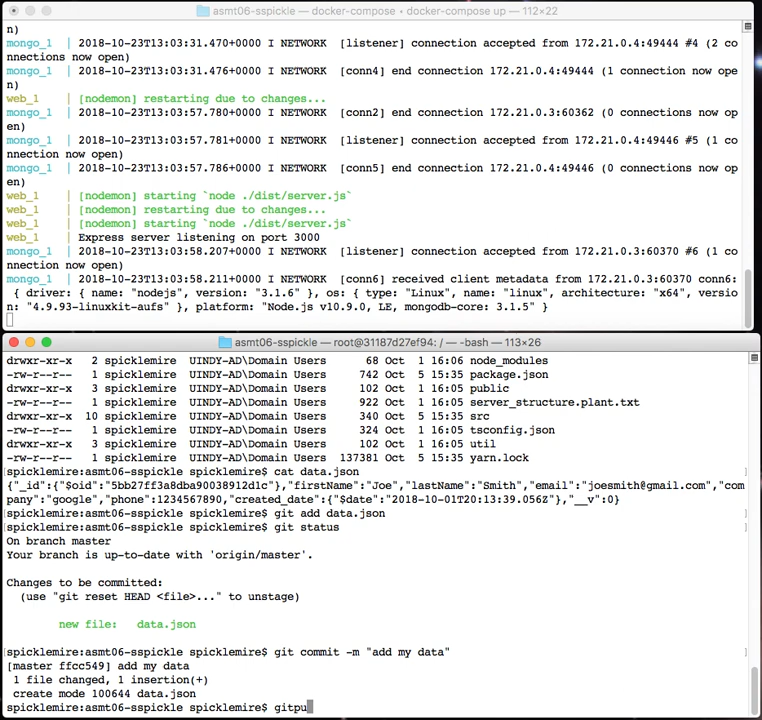 asmt06-sspickle — docker-compose • docker-compose up — 112×22
n)
mongo_1  | 2018-10-23T13:03:31.470+0000 I NETWORK  [listener] connection accepted from 172.21.0.4:49444 #4 (2 co
nnections now open)
mongo_1  | 2018-10-23T13:03:31.476+0000 I NETWORK  [conn4] end connection 172.21.0.4:49444 (1 connection now ope
n)
web_1    | [nodemon] restarting due to changes...
mongo_1  | 2018-10-23T13:03:57.780+0000 I NETWORK  [conn2] end connection 172.21.0.3:60362 (0 connections now op
en)
mongo_1  | 2018-10-23T13:03:57.781+0000 I NETWORK  [listener] connection accepted from 172.21.0.4:49446 #5 (1 co
nnection now open)
mongo_1  | 2018-10-23T13:03:57.786+0000 I NETWORK  [conn5] end connection 172.21.0.4:49446 (0 connections now op
en)
web_1    | [nodemon] starting `node ./dist/server.js`
web_1    | [nodemon] restarting due to changes...
web_1    | [nodemon] starting `node ./dist/server.js`
web_1    | Express server listening on port 3000
mongo_1  | 2018-10-23T13:03:58.207+0000 I NETWORK  [listener] connection accepted from 172.21.0.3:60370 #6 (1 co
nnection now open)
mongo_1  | 2018-10-23T13:03:58.211+0000 I NETWORK  [conn6] received client metadata from 172.21.0.3:60370 conn6:
 { driver: { name: "nodejs", version: "3.1.6" }, os: { type: "Linux", name: "linux", architecture: "x64", versio
n: "4.9.93-linuxkit-aufs" }, platform: "Node.js v10.9.0, LE, mongodb-core: 3.1.5" }
asmt06-sspickle — root@31187d27ef94: / — -bash — 113×26
drwxr-xr-x   2 spicklemire  UINDY-AD\Domain Users      68 Oct  1 16:06 node_modules
-rw-r--r--   1 spicklemire  UINDY-AD\Domain Users     742 Oct  5 15:35 package.json
drwxr-xr-x   3 spicklemire  UINDY-AD\Domain Users     102 Oct  1 16:05 public
-rw-r--r--   1 spicklemire  UINDY-AD\Domain Users     922 Oct  1 16:05 server_structure.plant.txt
drwxr-xr-x  10 spicklemire  UINDY-AD\Domain Users     340 Oct  5 15:35 src
-rw-r--r--   1 spicklemire  UINDY-AD\Domain Users     324 Oct  1 16:05 tsconfig.json
drwxr-xr-x   3 spicklemire  UINDY-AD\Domain Users     102 Oct  1 16:05 util
-rw-r--r--   1 spicklemire  UINDY-AD\Domain Users  137381 Oct  5 15:35 yarn.lock
[spicklemire:asmt06-sspickle spicklemire$ cat data.json ]
{"_id":{"$oid":"5bb27ff3a8dba90038912d1c"},"firstName":"Joe","lastName":"Smith","email":"joesmith@gmail.com","com
pany":"google","phone":1234567890,"created_date":{"$date":"2018-10-01T20:13:39.056Z"},"__v":0}
[spicklemire:asmt06-sspickle spicklemire$ git add data.json ]
[spicklemire:asmt06-sspickle spicklemire$ git status ]
On branch master
Your branch is up-to-date with 'origin/master'.
Changes to be committed:
  (use "git reset HEAD <file>..." to unstage)
        new file:   data.json
[spicklemire:asmt06-sspickle spicklemire$ git commit -m "add my data" ]
[master ffcc549] add my data
 1 file changed, 1 insertion(+)
 create mode 100644 data.json
spicklemire:asmt06-sspickle spicklemire$ gitpu